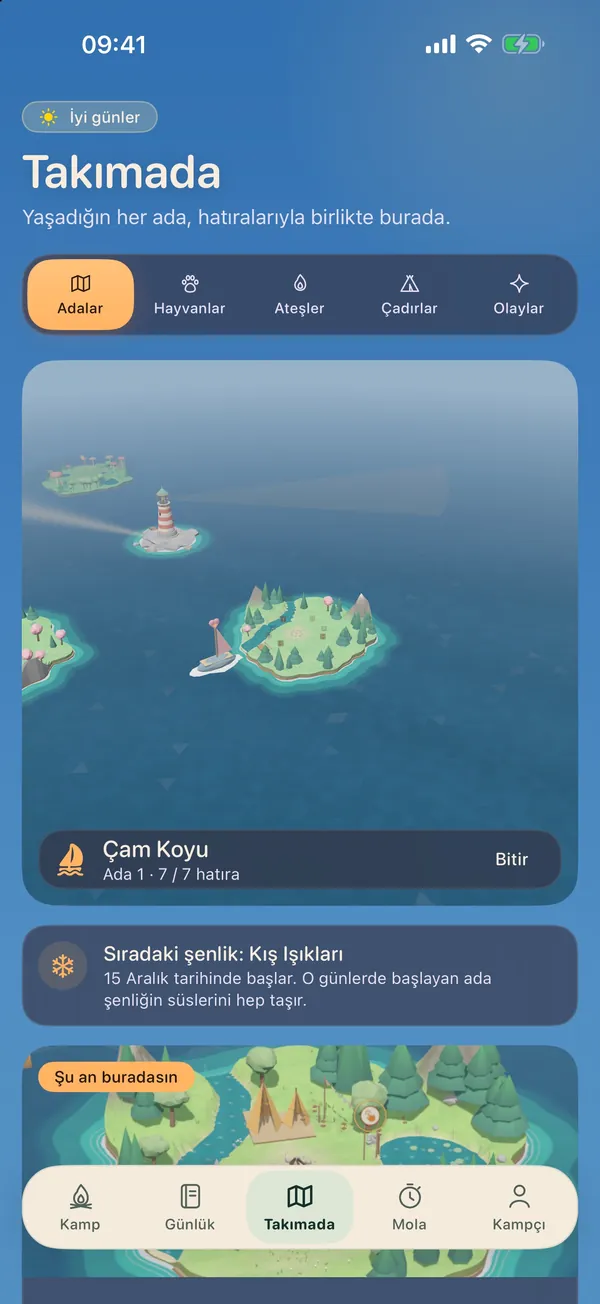 09:41
İyi günler
Takımada
Yaşadığın her ada, hatıralarıyla birlikte burada.
Adalar
Hayvanlar
Ateşler
Çadırlar
Olaylar
Çam Koyu
Ada 1 · 7 / 7 hatıra
Bitir
Sıradaki şenlik: Kış Işıkları
15 Aralık tarihinde başlar. O günlerde başlayan ada
şenliğin süslerini hep taşır.
Şu an buradasın
Kamp
Günlük
Takımada
Mola
Kampçı